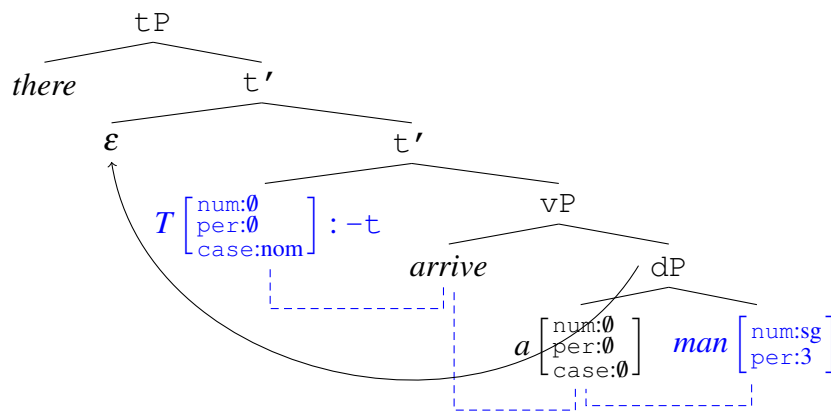 tP
there t′
ε t′
T [num:∅ per:∅ case:nom] : −t vP
arrive dP
a [num:∅ per:∅ case:∅] man [num:sg per:3]